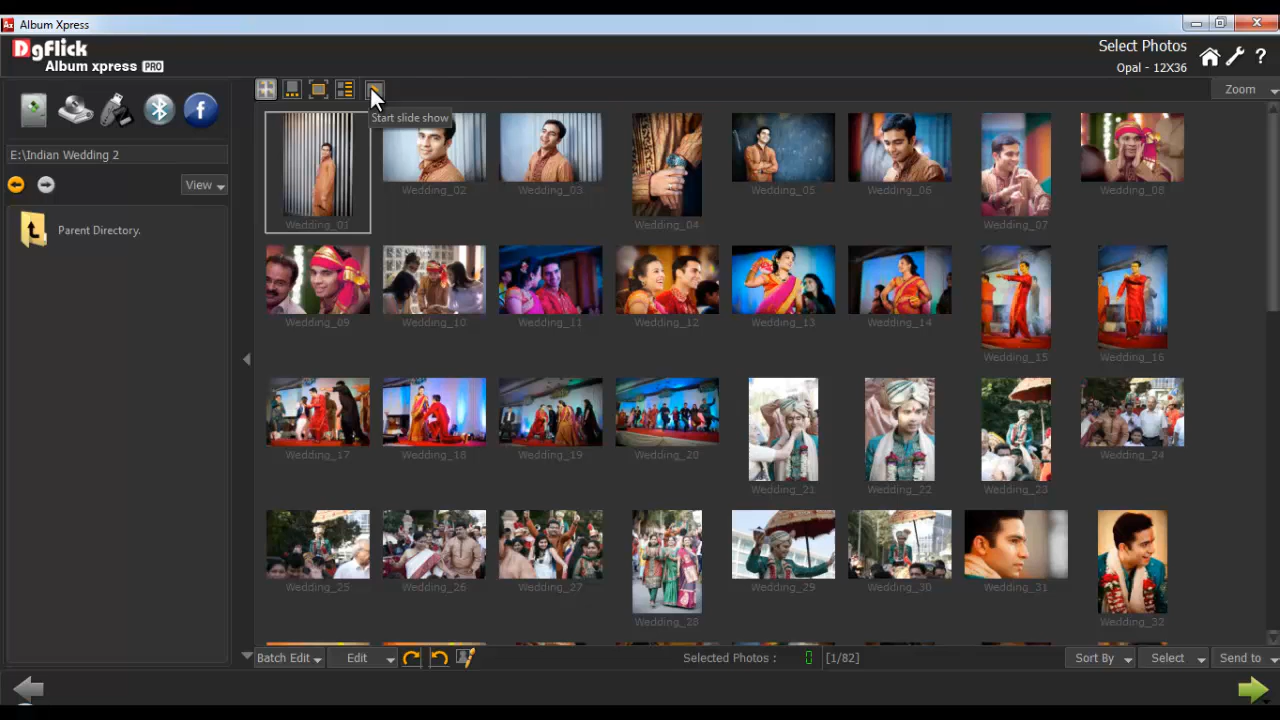 Album Xpress
DgFlick
Album xpress PRO
Select Photos
Opal - 12X36
Zoom
Start slide show
E:\Indian Wedding 2
View
Parent Directory.
Wedding_01
Wedding_02
Wedding_03
Wedding_04
Wedding_05
Wedding_06
Wedding_07
Wedding_08
Wedding_09
Wedding_10
Wedding_11
Wedding_12
Wedding_13
Wedding_14
Wedding_15
Wedding_16
Wedding_17
Wedding_18
Wedding_19
Wedding_20
Wedding_21
Wedding_22
Wedding_23
Wedding_24
Wedding_25
Wedding_26
Wedding_27
Wedding_28
Wedding_29
Wedding_30
Wedding_31
Wedding_32
Batch Edit
Edit
Selected Photos : 0 [1/82]
Sort By
Select
Send to